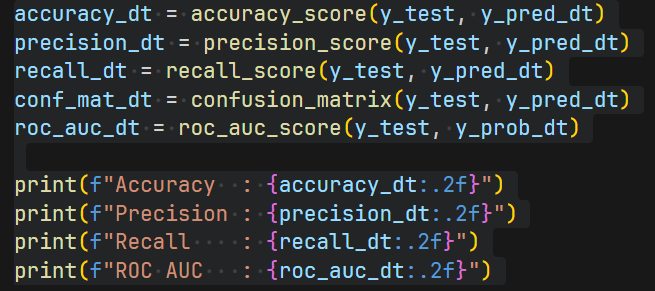 accuracy_dt = accuracy_score(y_test, y_pred_dt)
precision_dt = precision_score(y_test, y_pred_dt)
recall_dt = recall_score(y_test, y_pred_dt)
conf_mat_dt = confusion_matrix(y_test, y_pred_dt)
roc_auc_dt = roc_auc_score(y_test, y_prob_dt)

print(f"Accuracy  : {accuracy_dt:.2f}")
print(f"Precision : {precision_dt:.2f}")
print(f"Recall    : {recall_dt:.2f}")
print(f"ROC AUC   : {roc_auc_dt:.2f}")